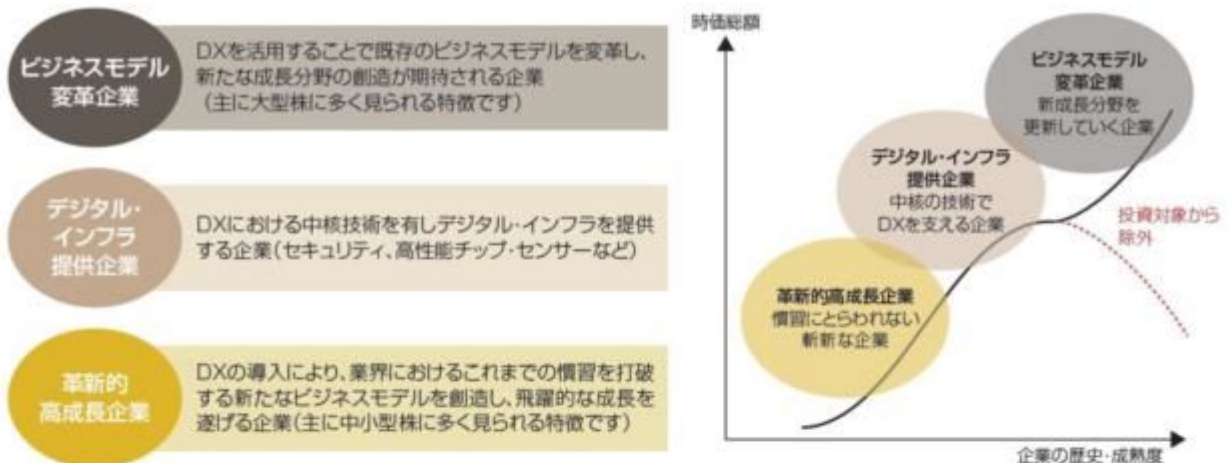 ビジネスモデル
変革企業
DXを活用することで既存のビジネスモデルを変革し、
新たな成長分野の創造が期待される企業
(主に大型株に多く見られる特徴です)
デジタル・
インフラ
提供企業
DXにおける中核技術を有しデジタル・インフラを提供
する企業(セキュリティ、高性能チップ・センサーなど)
革新的
高成長企業
DXの導入により、業界におけるこれまでの慣習を打破
する新たなビジネスモデルを創造し、飛躍的な成長を
遂げる企業(主に中小型株に多く見られる特徴です)
時価総額
ビジネスモデル
変革企業
新成長分野を
更新していく企業
デジタル・インフラ
提供企業
中核の技術で
DXを支える企業
投資対象から
除外
革新的高成長企業
慣習にとらわれない
斬新な企業
企業の歴史・成熟度